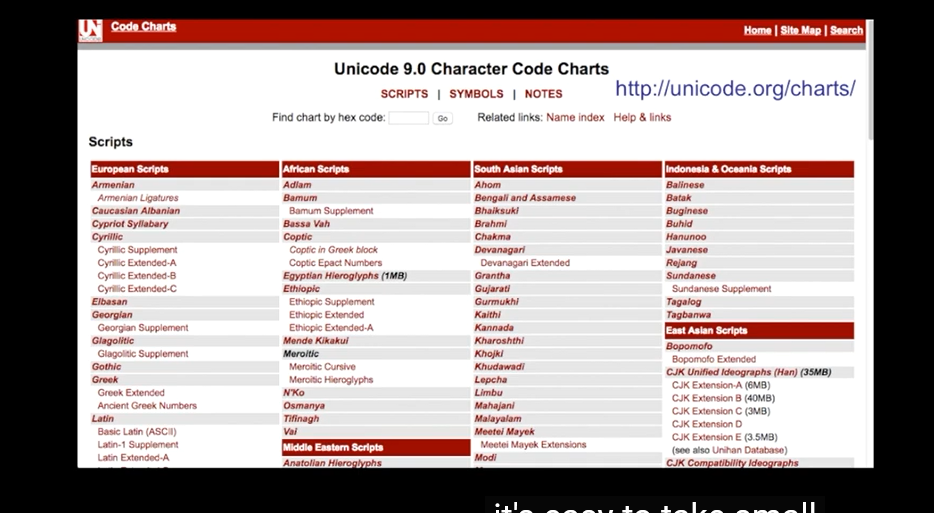 UNICODE
Code Charts
Home | Site Map | Search
Unicode 9.0 Character Code Charts
SCRIPTS | SYMBOLS | NOTES
http://unicode.org/charts/
Find chart by hex code: Go Related links: Name index Help & links
Scripts
European Scripts
Armenian
Armenian Ligatures
Caucasian Albanian
Cypriot Syllabary
Cyrillic
Cyrillic Supplement
Cyrillic Extended-A
Cyrillic Extended-B
Cyrillic Extended-C
Elbasan
Georgian
Georgian Supplement
Glagolitic
Glagolitic Supplement
Gothic
Greek
Greek Extended
Ancient Greek Numbers
Latin
Basic Latin (ASCII)
Latin-1 Supplement
Latin Extended-A
African Scripts
Adlam
Bamum
Bamum Supplement
Bassa Vah
Coptic
Coptic in Greek block
Coptic Epact Numbers
Egyptian Hieroglyphs (1MB)
Ethiopic
Ethiopic Supplement
Ethiopic Extended
Ethiopic Extended-A
Mende Kikakui
Meroitic
Meroitic Cursive
Meroitic Hieroglyphs
N'Ko
Osmanya
Tifinagh
Vai
Middle Eastern Scripts
Anatolian Hieroglyphs
South Asian Scripts
Ahom
Bengali and Assamese
Bhaiksuki
Brahmi
Chakma
Devanagari
Devanagari Extended
Grantha
Gujarati
Gurmukhi
Kaithi
Kannada
Kharoshthi
Khojki
Khudawadi
Lepcha
Limbu
Mahajani
Malayalam
Meetei Mayek
Meetei Mayek Extensions
Modi
Indonesia & Oceania Scripts
Balinese
Batak
Buginese
Buhid
Hanunoo
Javanese
Rejang
Sundanese
Sundanese Supplement
Tagalog
Tagbanwa
East Asian Scripts
Bopomofo
Bopomofo Extended
CJK Unified Ideographs (Han) (35MB)
CJK Extension-A (6MB)
CJK Extension B (40MB)
CJK Extension C (3MB)
CJK Extension D
CJK Extension E (3.5MB)
(see also Unihan Database)
CJK Compatibility Ideographs
it's easy to take small